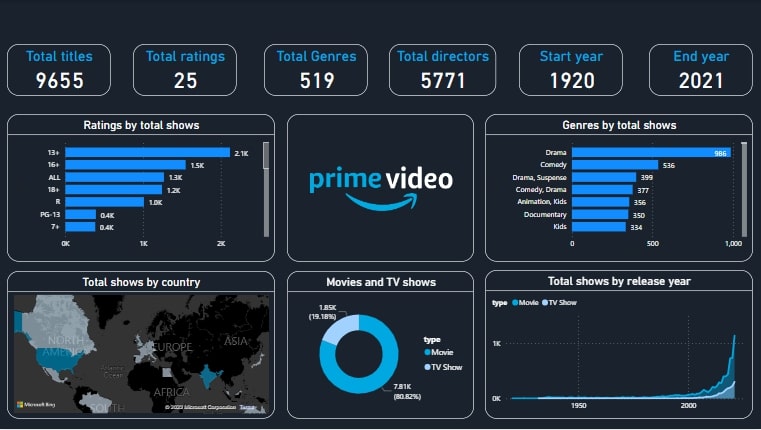 Total titles
9655
Total ratings
25
Total Genres
519
Total directors
5771
Start year
1920
End year
2021
Ratings by total shows
13+ 2.1K
16+ 1.5K
ALL 1.3K
18+ 1.2K
R 1.0K
PG-13 0.4K
7+ 0.4K
0K 1K 2K
prime video
Genres by total shows
Drama 986
Comedy 536
Drama, Suspense 399
Comedy, Drama 377
Animation, Kids 356
Documentary 350
Kids 334
0 500 1,000
Total shows by country
NORTH
AMERICA
EUROPE
ASIA
Atlantic
Ocean
AFRICA
SOUTH
Microsoft Bing
© 2023 Microsoft Corporation Terms
Movies and TV shows
1.85K
(19.18%)
7.81K
(80.82%)
type
Movie
TV Show
Total shows by release year
type Movie TV Show
1K
0K
1950 2000